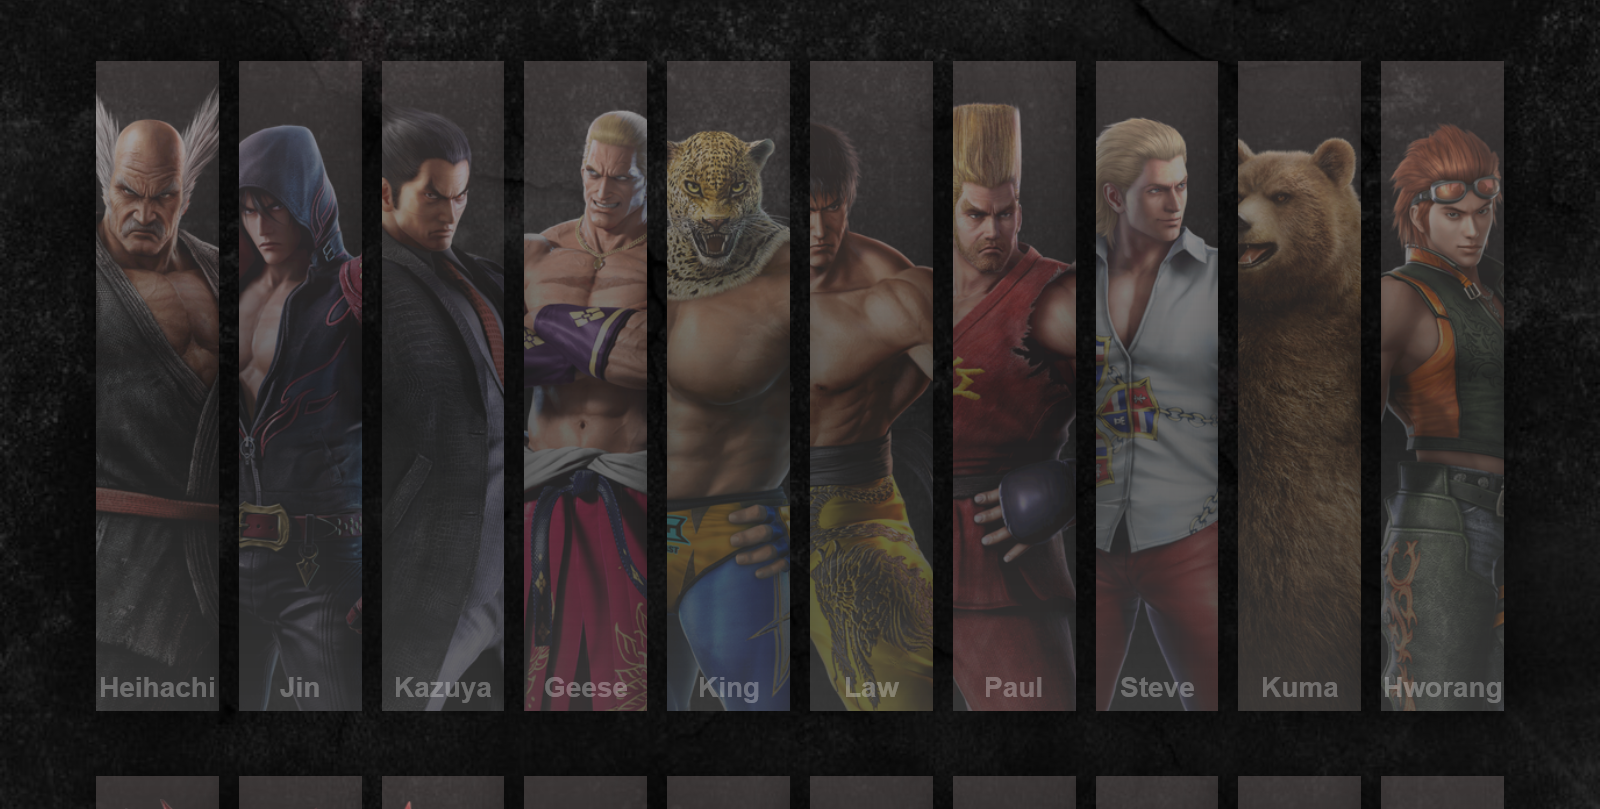 Heihachi
Jin
Kazuya
Geese
King
Law
Paul
Steve
Kuma
Hworang